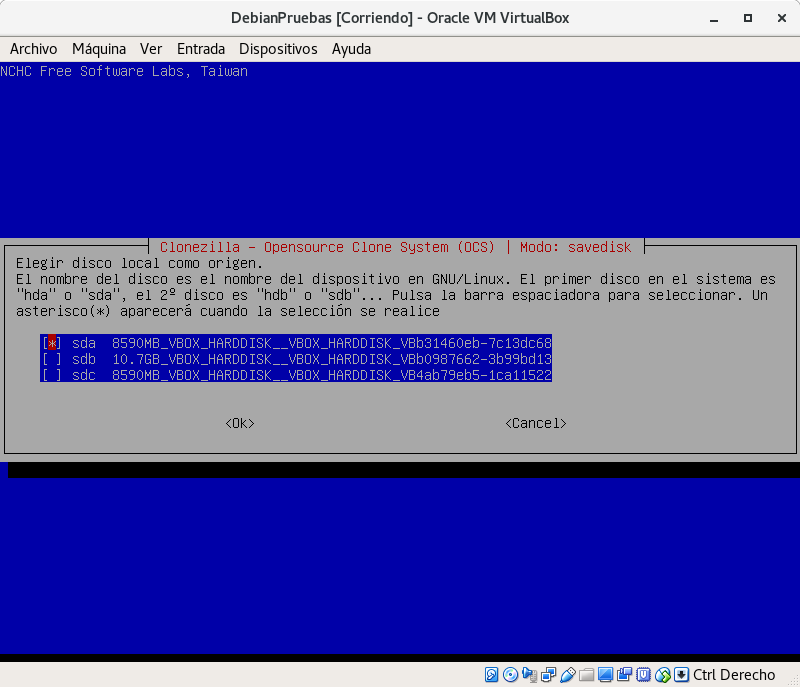 DebianPruebas [Corriendo] - Oracle VM VirtualBox
Archivo Máquina Ver Entrada Dispositivos Ayuda
NCHC Free Software Labs, Taiwan
Clonezilla - Opensource Clone System (OCS) | Modo: savedisk
Elegir disco local como origen.
El nombre del disco es el nombre del dispositivo en GNU/Linux. El primer disco en el sistema es
"hda" o "sda", el 2º disco es "hdb" o "sdb"... Pulsa la barra espaciadora para seleccionar. Un
asterisco(*) aparecerá cuando la selección se realice
[*] sda 8590MB_VBOX_HARDDISK__VBOX_HARDDISK_VBb31460eb-7c13dc68
[ ] sdb 10.7GB_VBOX_HARDDISK__VBOX_HARDDISK_VBb0987662-3b99bd13
[ ] sdc 8590MB_VBOX_HARDDISK__VBOX_HARDDISK_VB4ab79eb5-1ca11522
<Ok> <Cancel>
Ctrl Derecho